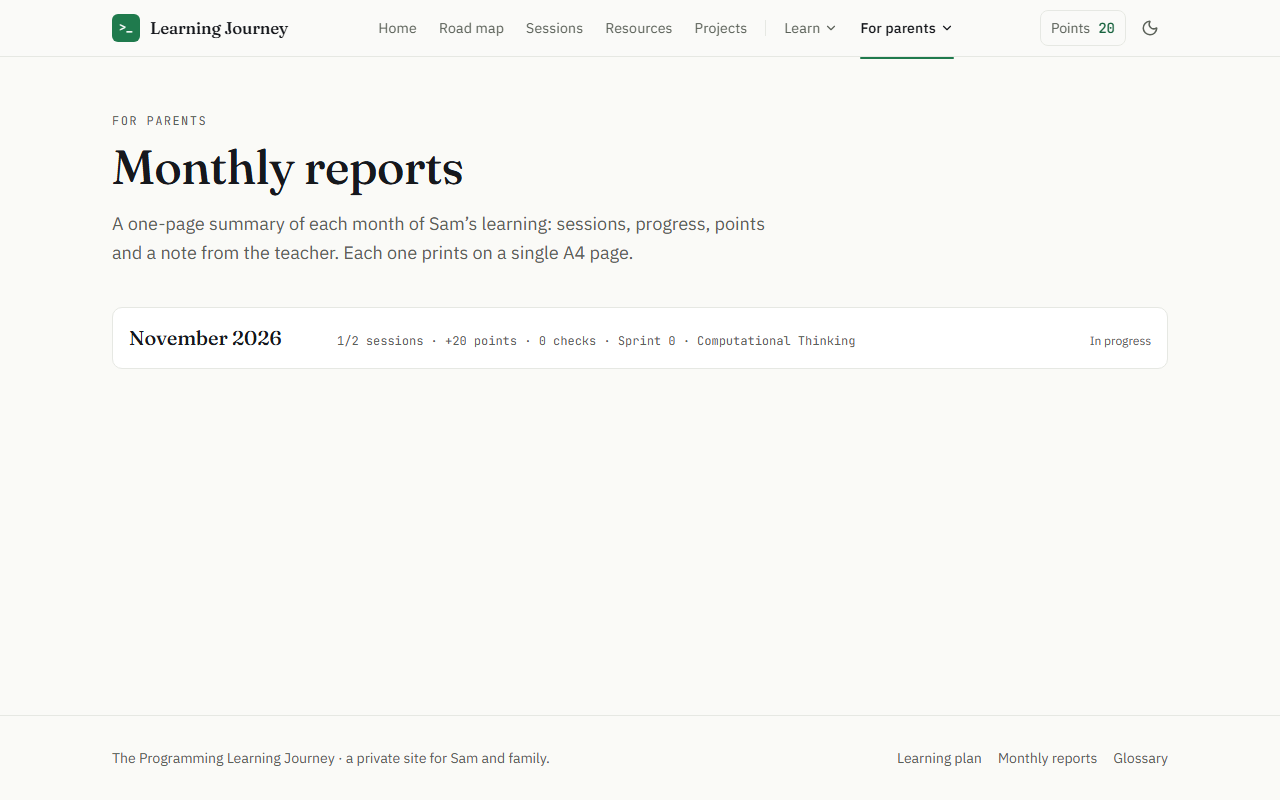 >_ Learning Journey Home Road map Sessions Resources Projects Learn For parents Points 20
FOR PARENTS
Monthly reports
A one-page summary of each month of Sam’s learning: sessions, progress, points
and a note from the teacher. Each one prints on a single A4 page.
November 2026 1/2 sessions · +20 points · 0 checks · Sprint 0 · Computational Thinking In progress
The Programming Learning Journey · a private site for Sam and family. Learning plan Monthly reports Glossary